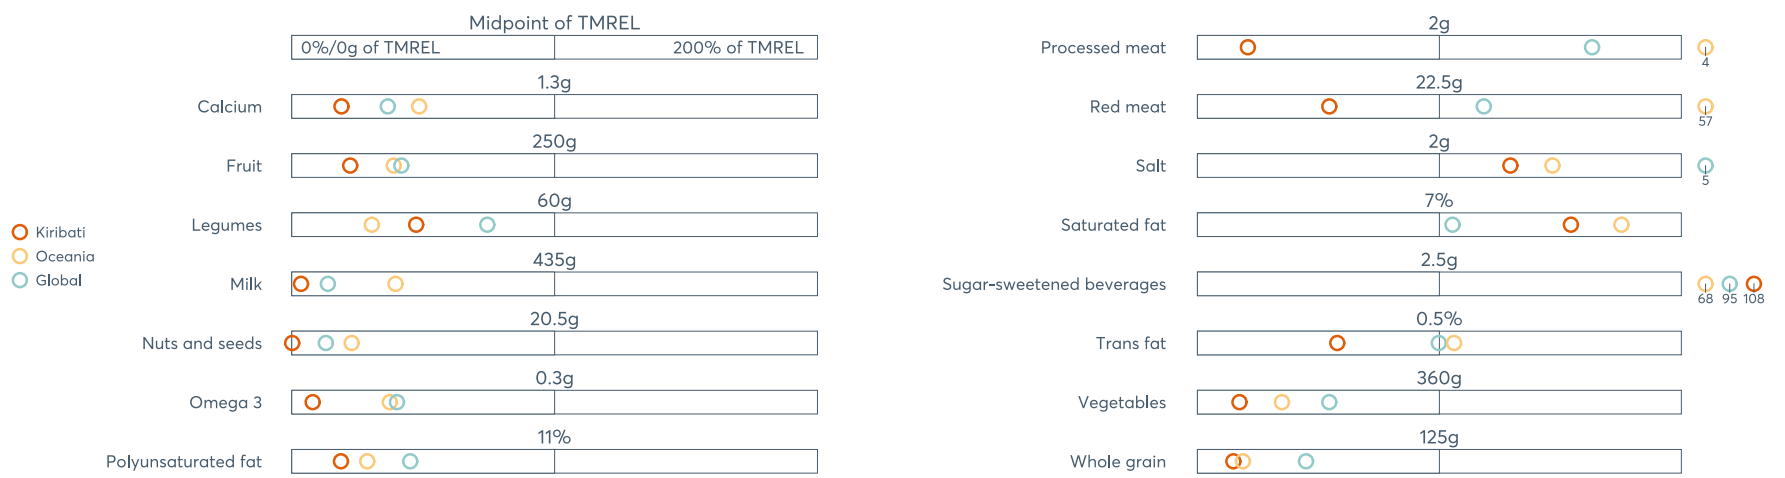 Midpoint of TMREL
0%/0g of TMREL 200% of TMREL
1.3g
Calcium
250g
Fruit
60g
Legumes
435g
Milk
20.5g
Nuts and seeds
0.3g
Omega 3
11%
Polyunsaturated fat
Kiribati
Oceania
Global
2g
Processed meat
4
22.5g
Red meat
57
2g
Salt
5
7%
Saturated fat
2.5g
Sugar-sweetened beverages
68 95 108
0.5%
Trans fat
360g
Vegetables
125g
Whole grain